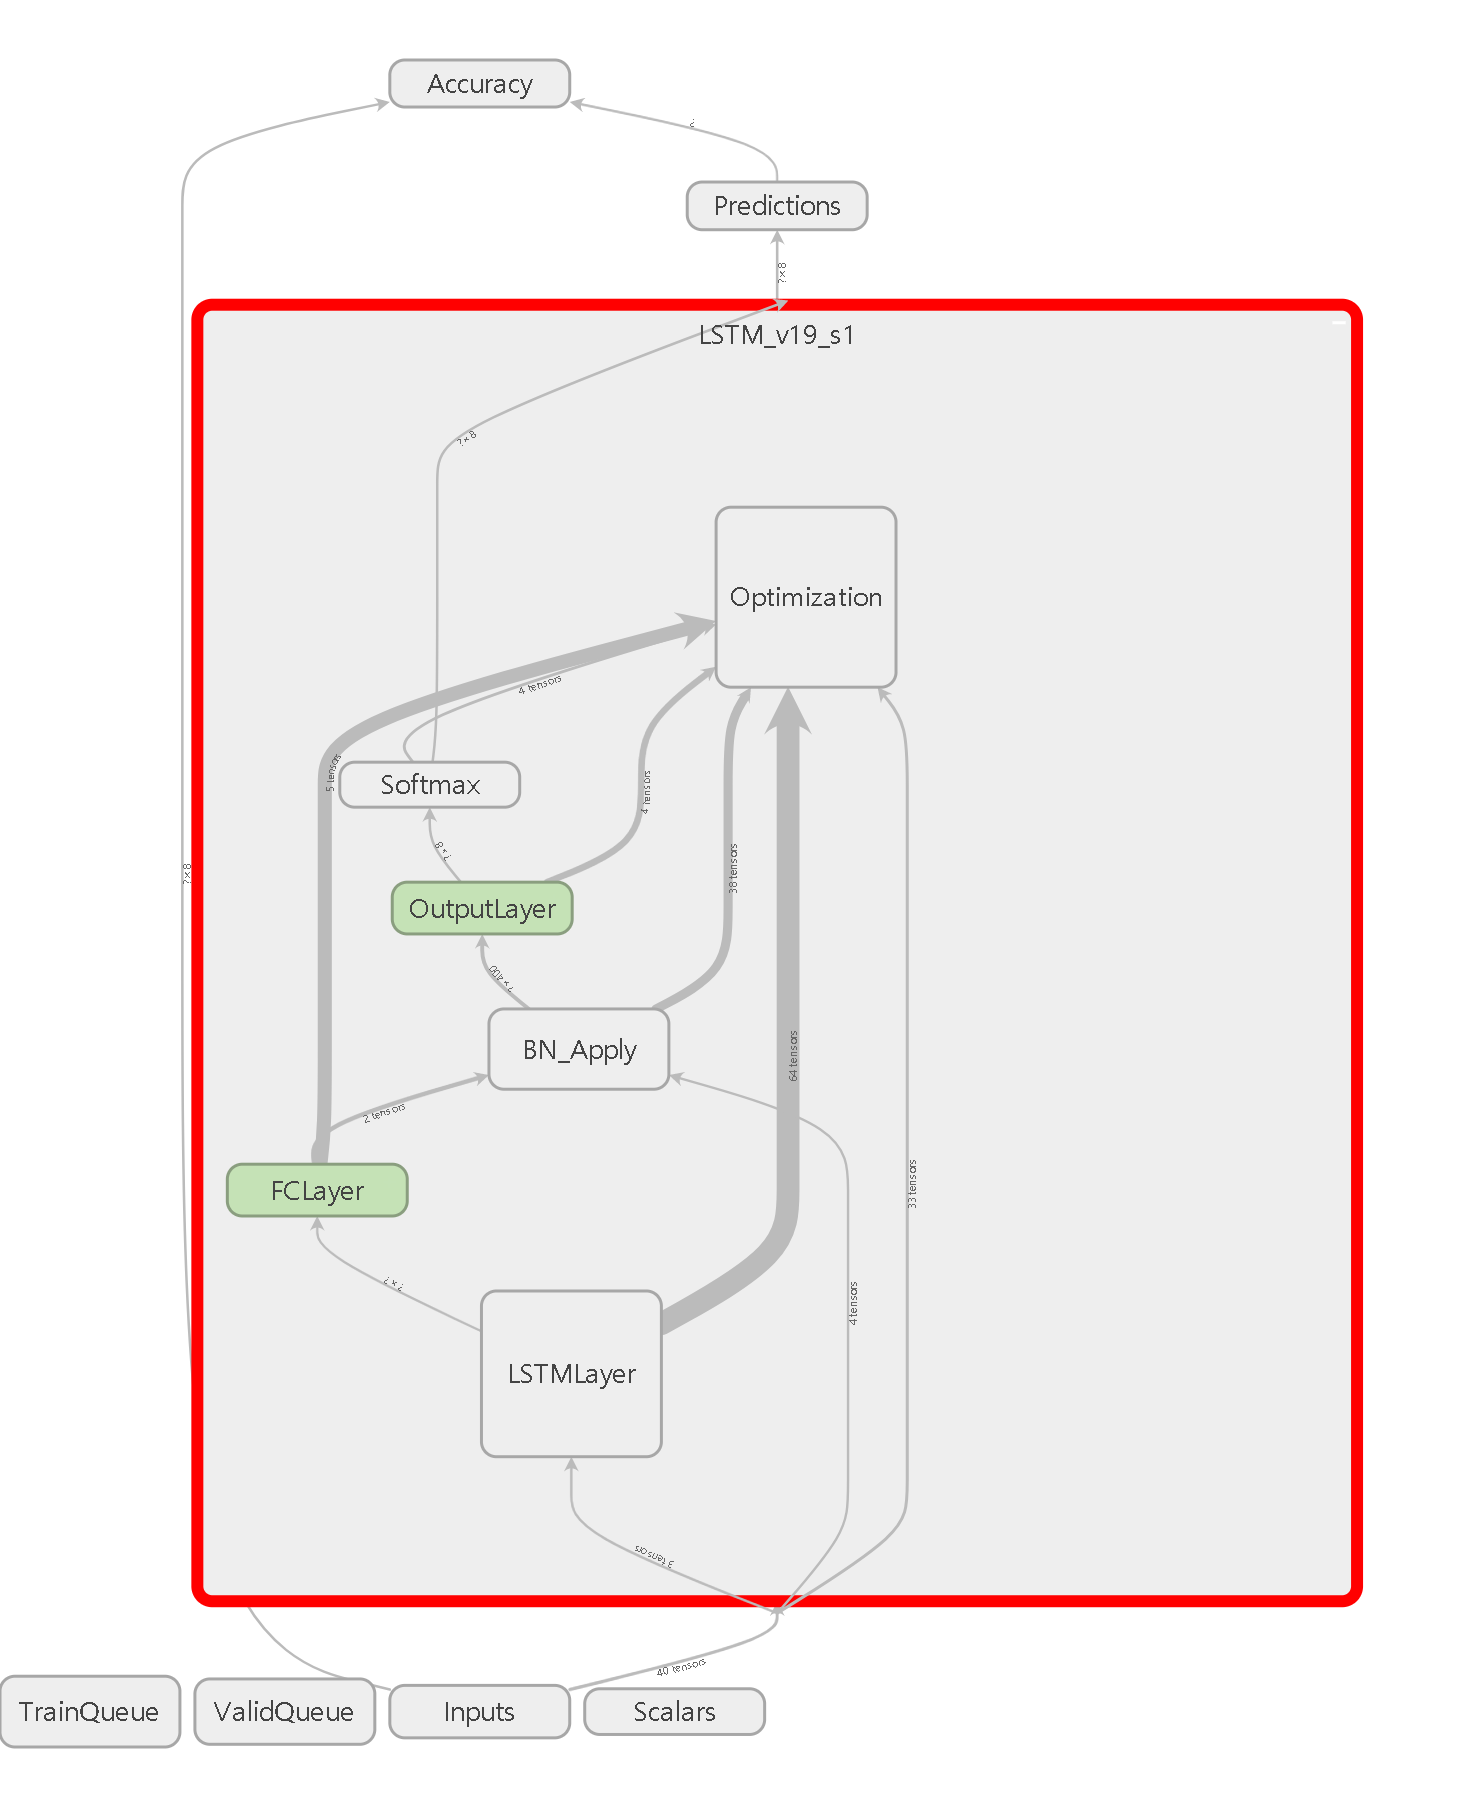 Accuracy
?
Predictions
?×8
LSTM_v19_s1
?×8
Optimization
4 tensors
5 tensors
Softmax
4 tensors
?×8
38 tensors
?×8
OutputLayer
?×400
BN_Apply
64 tensors
2 tensors
33 tensors
FCLayer
?×?
4 tensors
LSTMLayer
3 tensors
40 tensors
TrainQueue
ValidQueue
Inputs
Scalars